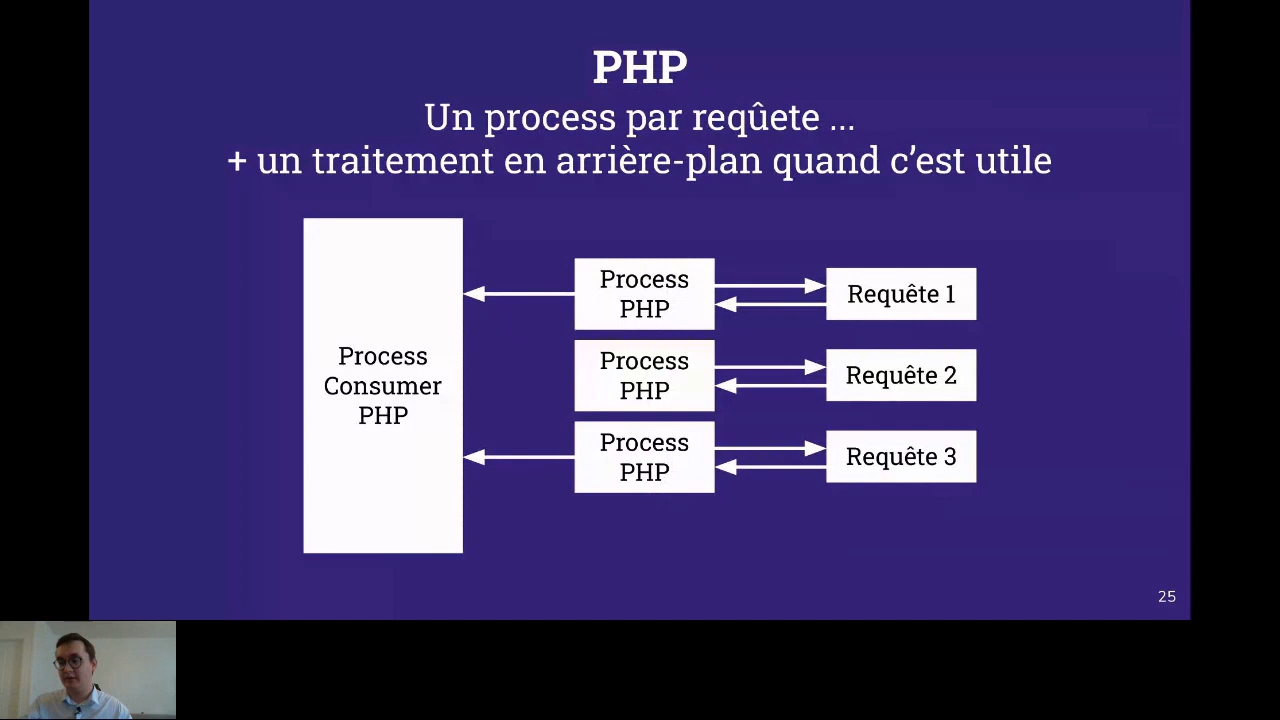 PHP
Un process par reqûete ...
+ un traitement en arrière-plan quand c’est utile
Process
Consumer
PHP
Process
PHP
Requête 1
Process
PHP
Requête 2
Process
PHP
Requête 3
25